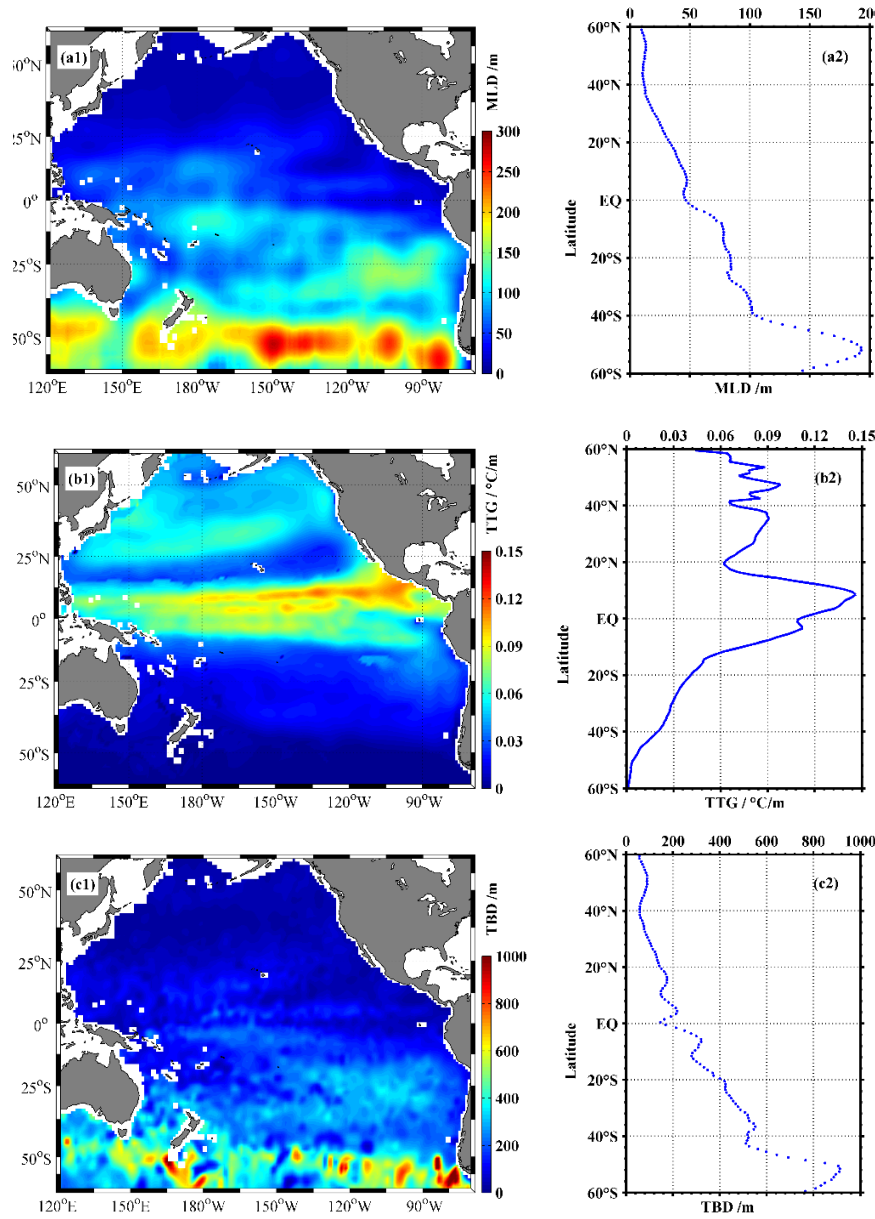 0 50 100 150 200
(a1)
50°N
25°N
0°
25°S
50°S
120°E 150°E 180°W 150°W 120°W 90°W
MLD /m
300
250
200
150
100
50
0
60°N
40°N
20°N
EQ
20°S
40°S
60°S
Latitude
(a2)
MLD /m
(b1)
50°N
25°N
0°
25°S
50°S
120°E 150°E 180°W 150°W 120°W 90°W
TTG / °C/m
0.15
0.12
0.09
0.06
0.03
0
0 0.03 0.06 0.09 0.12 0.15
60°N
40°N
20°N
EQ
20°S
40°S
60°S
Latitude
(b2)
TTG / °C/m
(c1)
50°N
25°N
0°
25°S
50°S
120°E 150°E 180°W 150°W 120°W 90°W
TBD /m
1000
800
600
400
200
0
0 200 400 600 800 1000
60°N
40°N
20°N
EQ
20°S
40°S
60°S
Latitude
(c2)
TBD /m